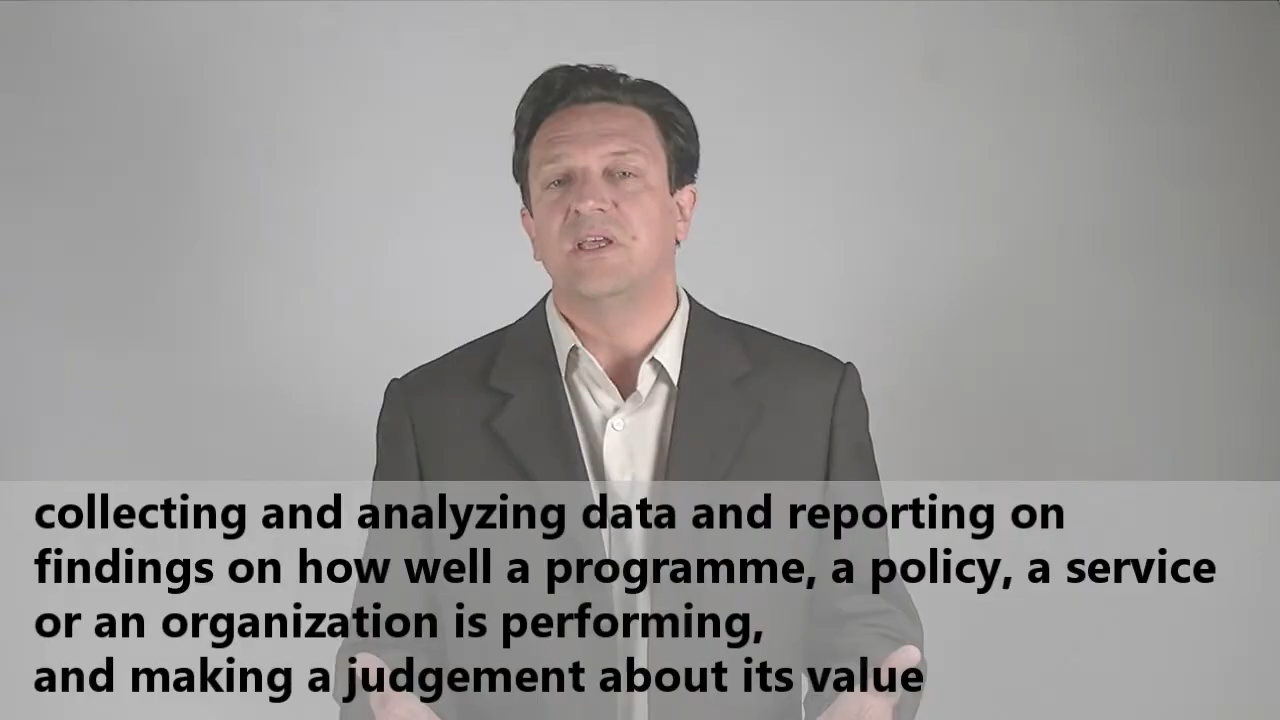 collecting and analyzing data and reporting on
findings on how well a programme, a policy, a service
or an organization is performing,
and making a judgement about its value